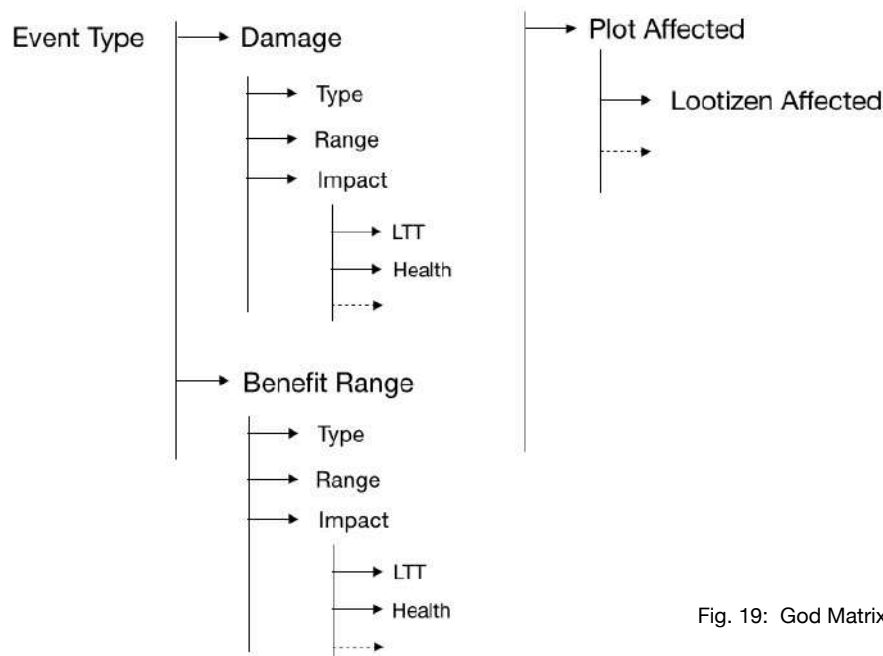 Event Type
Damage
Type
Range
Impact
LTT
Health
Benefit Range
Type
Range
Impact
LTT
Health
Plot Affected
Lootizen Affected
Fig. 19: God Matrix